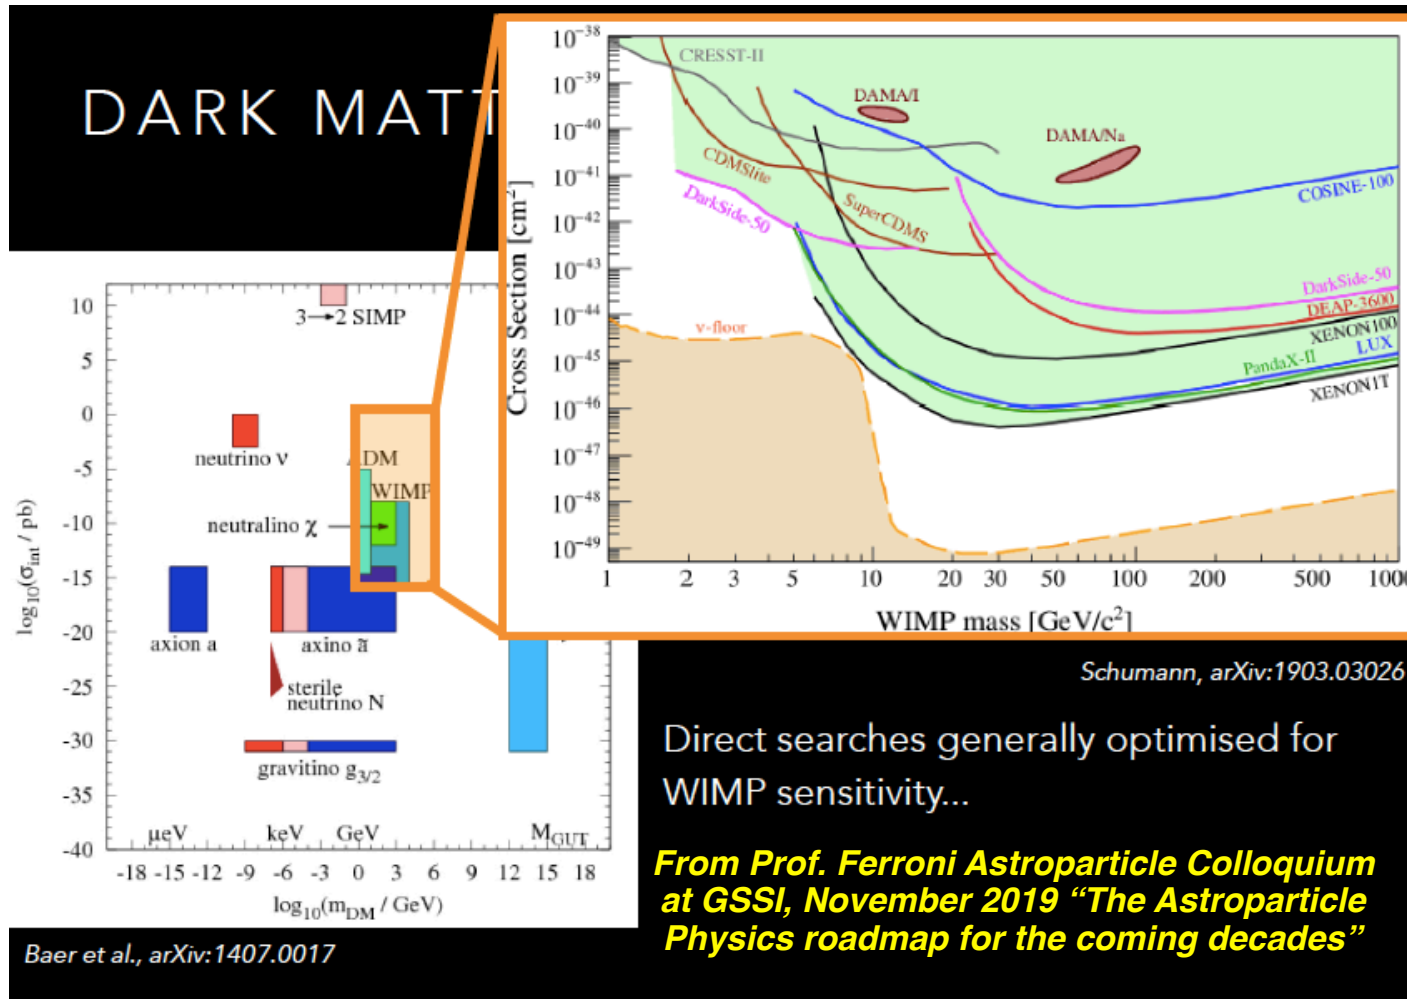 DARK MATT
10⁻³⁸
10⁻³⁹
10⁻⁴⁰
10⁻⁴¹
10⁻⁴²
10⁻⁴³
10⁻⁴⁴
10⁻⁴⁵
10⁻⁴⁶
10⁻⁴⁷
10⁻⁴⁸
10⁻⁴⁹
Cross Section [cm²]
CRESST-II
DAMA/I
DAMA/Na
CDMSlite
COSINE-100
DarkSide-50
SuperCDMS
DarkSide-50
DEAP-3600
ν-floor
XENON100
LUX
PandaX-II
XENON1T
1 2 3 5 10 20 30 50 100 200 500 1000
WIMP mass [GeV/c²]
10
5
0
-5
-10
-15
-20
-25
-30
-35
-40
log₁₀(σ_int / pb)
3→2 SIMP
neutrino ν
ADM
WIMP
neutralino χ
axion a
axino ã
sterile
neutrino N
gravitino g₃/₂
μeV keV GeV M_GUT
-18 -15 -12 -9 -6 -3 0 3 6 9 12 15 18
log₁₀(m_DM / GeV)
Baer et al., arXiv:1407.0017
Schumann, arXiv:1903.03026
Direct searches generally optimised for
WIMP sensitivity...
From Prof. Ferroni Astroparticle Colloquium
at GSSI, November 2019 “The Astroparticle
Physics roadmap for the coming decades”